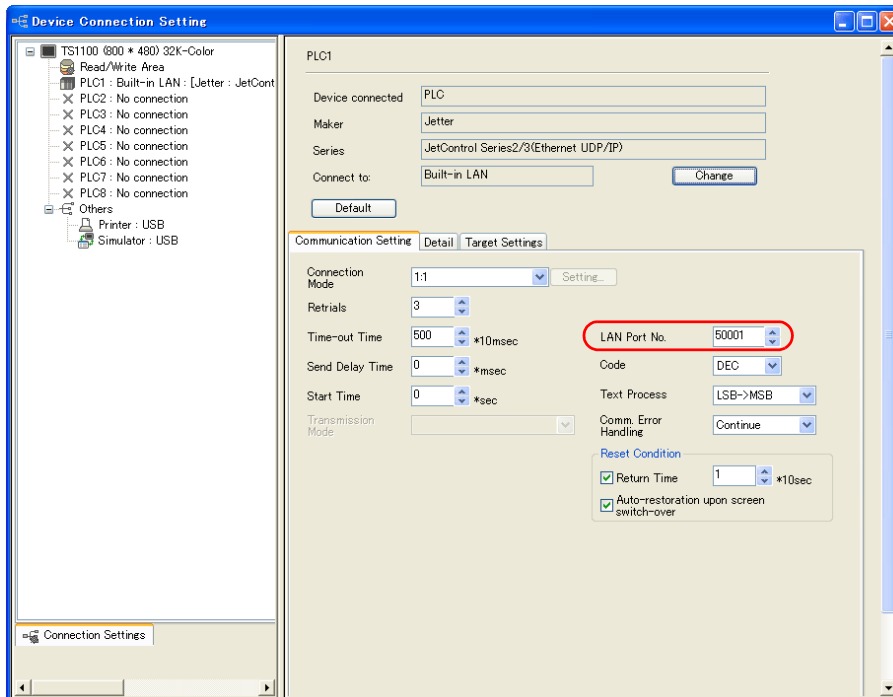 Device Connection Setting
TS1100 (800 * 480) 32K-Color
Read/Write Area
PLC1 : Built-in LAN : [Jetter : JetCont
PLC2 : No connection
PLC3 : No connection
PLC4 : No connection
PLC5 : No connection
PLC6 : No connection
PLC7 : No connection
PLC8 : No connection
Others
Printer : USB
Simulator : USB
Connection Settings
PLC1
Device connected PLC
Maker Jetter
Series JetControl Series2/3(Ethernet UDP/IP)
Connect to: Built-in LAN Change
Default
Communication Setting Detail Target Settings
Connection
Mode 1:1 Setting...
Retrials 3
Time-out Time 500 *10msec
Send Delay Time 0 *msec
Start Time 0 *sec
Transmission
Mode
LAN Port No. 50001
Code DEC
Text Process LSB->MSB
Comm. Error
Handling Continue
Reset Condition
Return Time 1 *10sec
Auto-restoration upon screen
switch-over